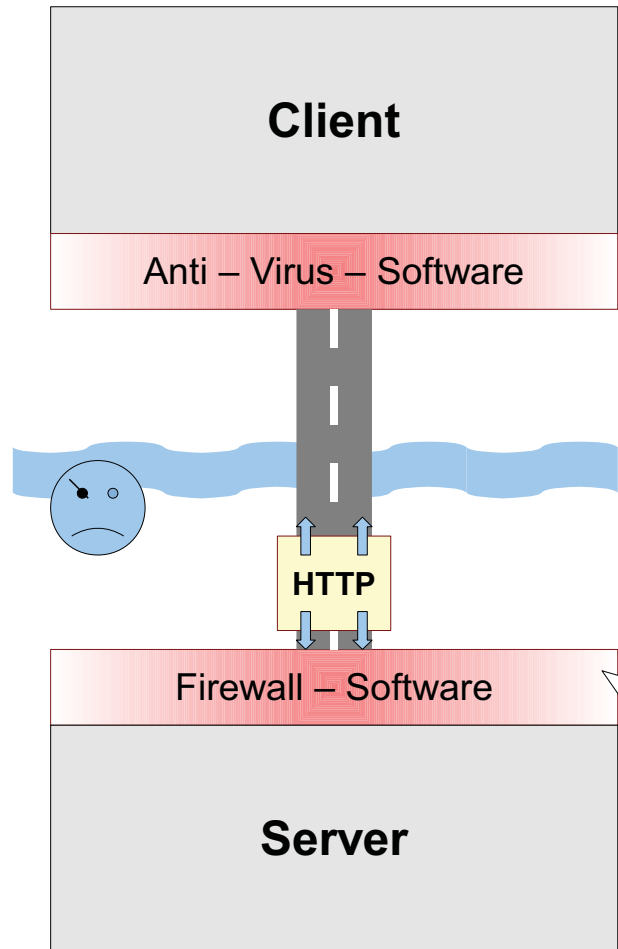 Client
Anti – Virus – Software
HTTP
Firewall – Software
Server